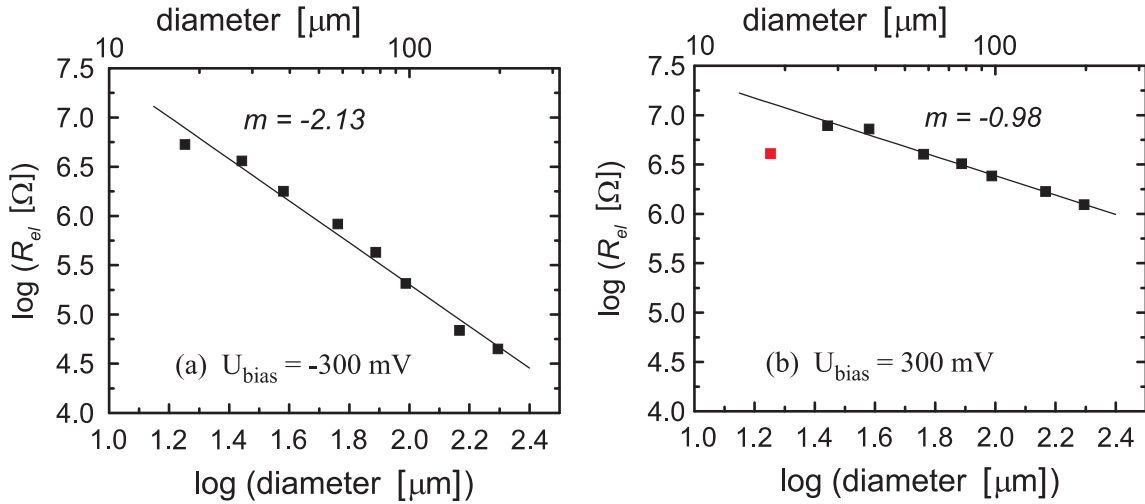 diameter [μm]
10 100
7.5
7.0
6.5
6.0
5.5
5.0
4.5
4.0
log (R_el [Ω])
m = -2.13
(a) U_bias = -300 mV
1.0 1.2 1.4 1.6 1.8 2.0 2.2 2.4
log (diameter [μm])
diameter [μm]
10 100
7.5
7.0
6.5
6.0
5.5
5.0
4.5
4.0
log (R_el [Ω])
m = -0.98
(b) U_bias = 300 mV
1.0 1.2 1.4 1.6 1.8 2.0 2.2 2.4
log (diameter [μm])